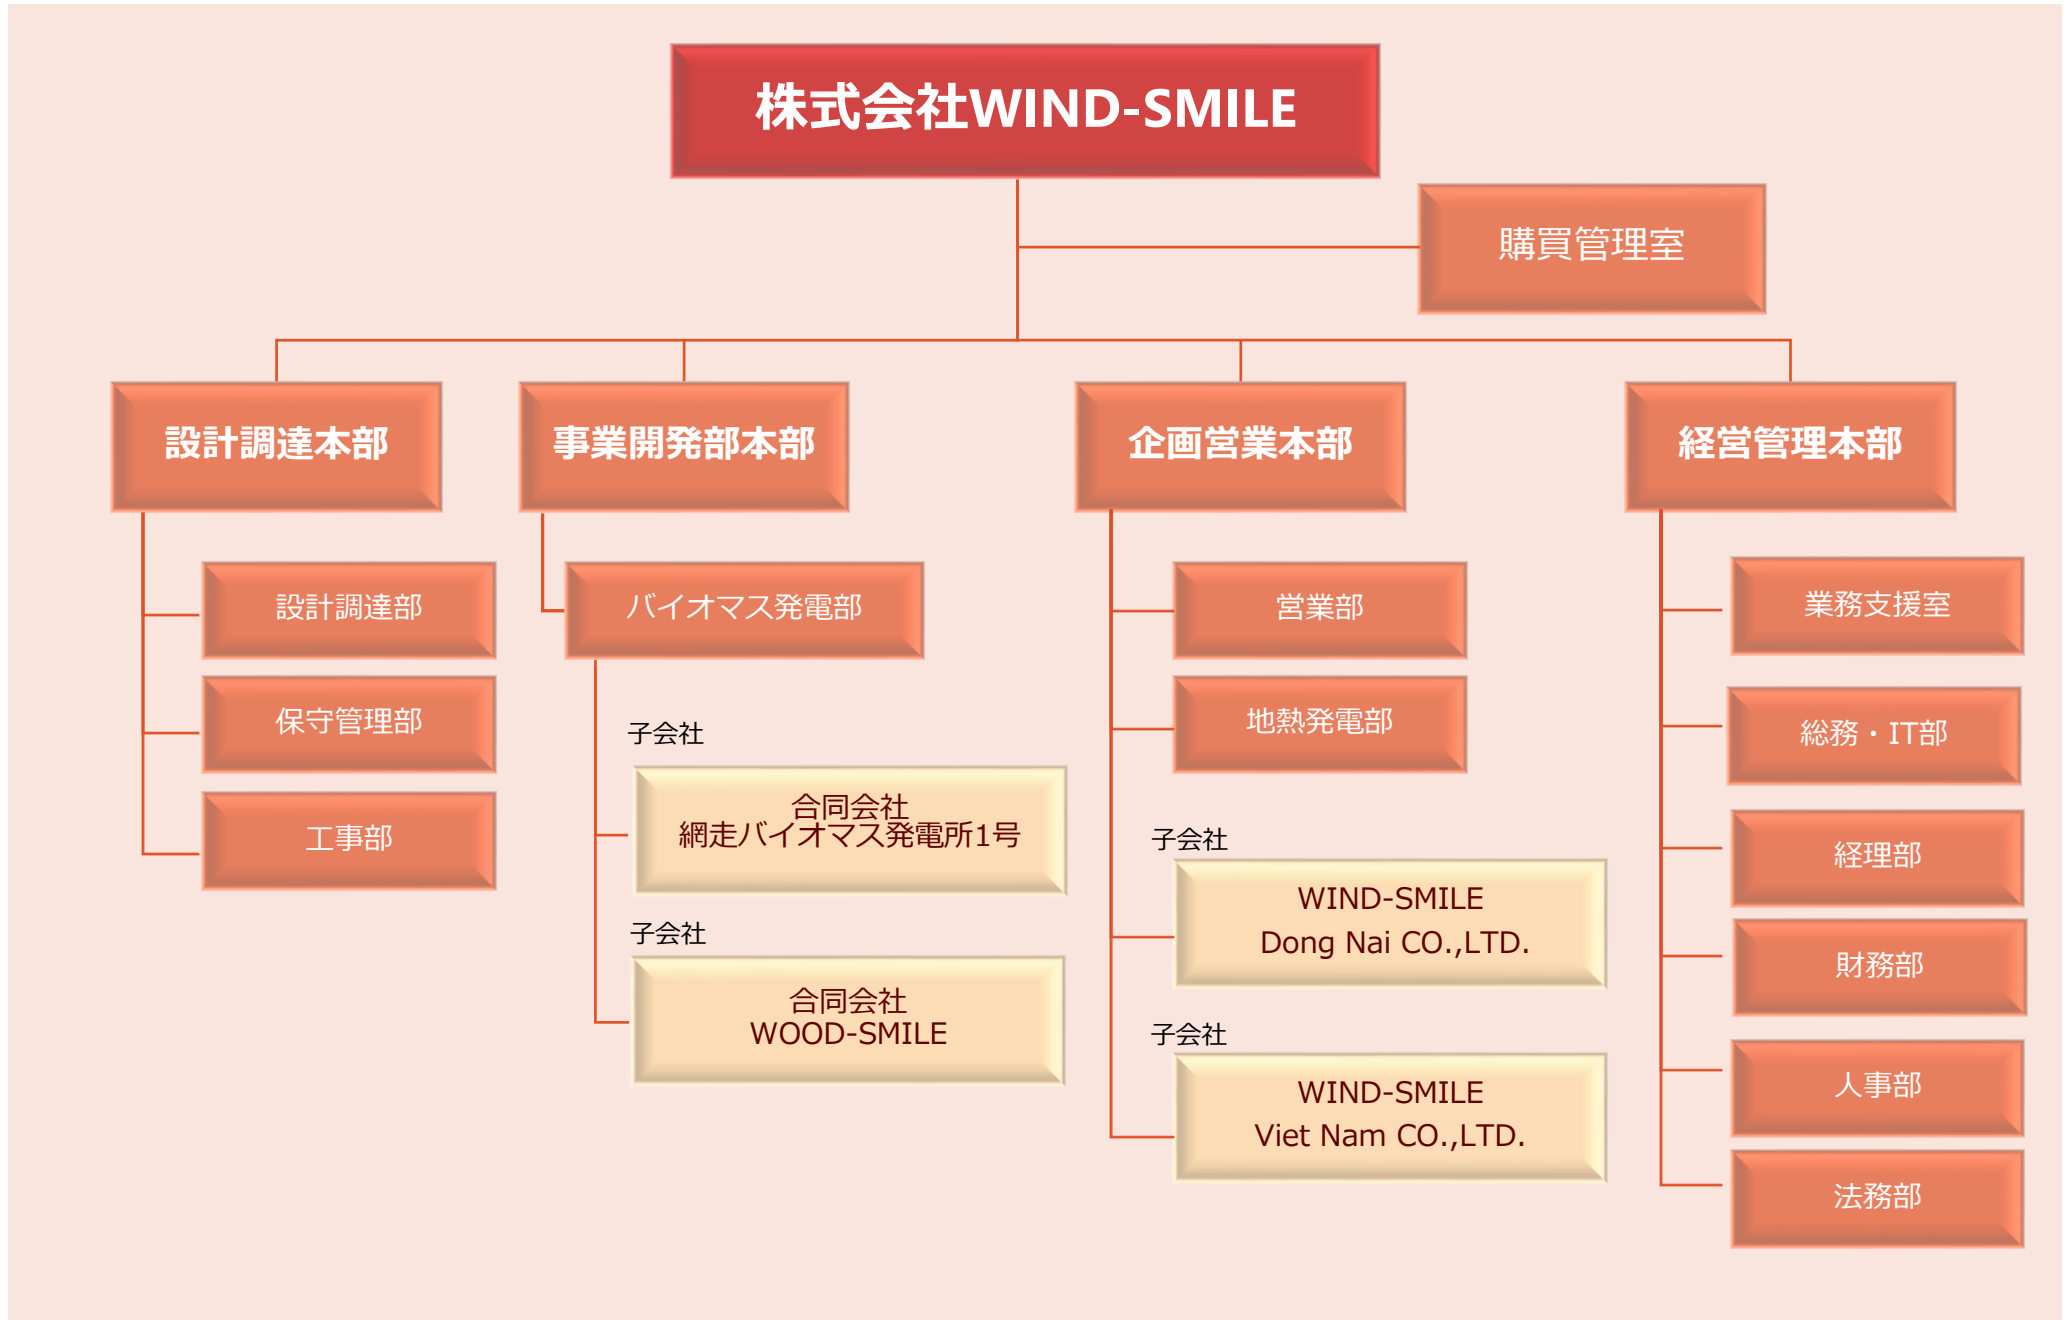 株式会社WIND-SMILE
購買管理室
設計調達本部
設計調達部
保守管理部
工事部
事業開発部本部
バイオマス発電部
子会社
合同会社
網走バイオマス発電所1号
子会社
合同会社
WOOD-SMILE
企画営業本部
営業部
地熱発電部
子会社
WIND-SMILE
Dong Nai CO.,LTD.
子会社
WIND-SMILE
Viet Nam CO.,LTD.
経営管理本部
業務支援室
総務・IT部
経理部
財務部
人事部
法務部